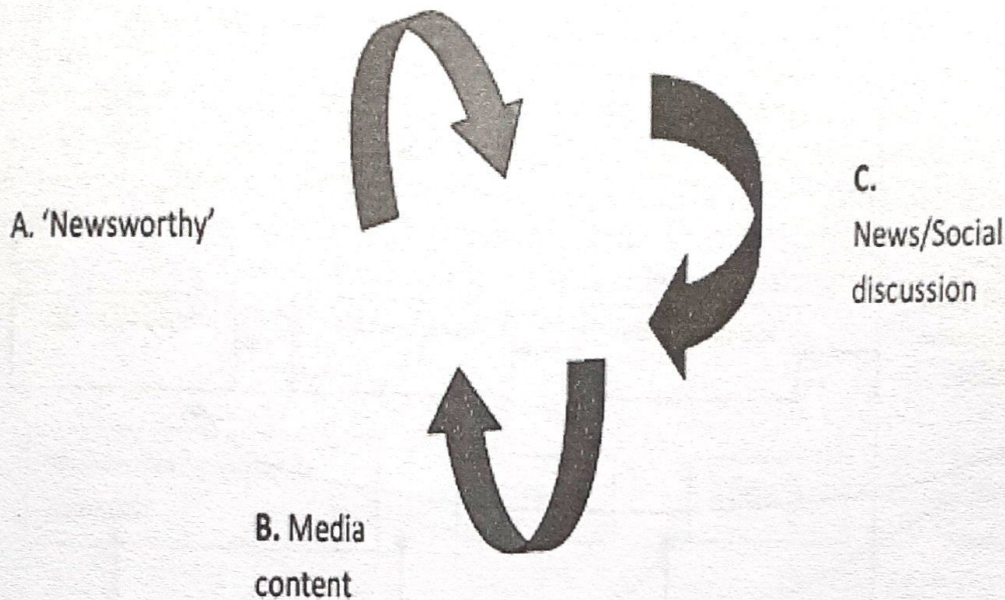 A. 'Newsworthy'
C.
News/Social
discussion
B. Media
content